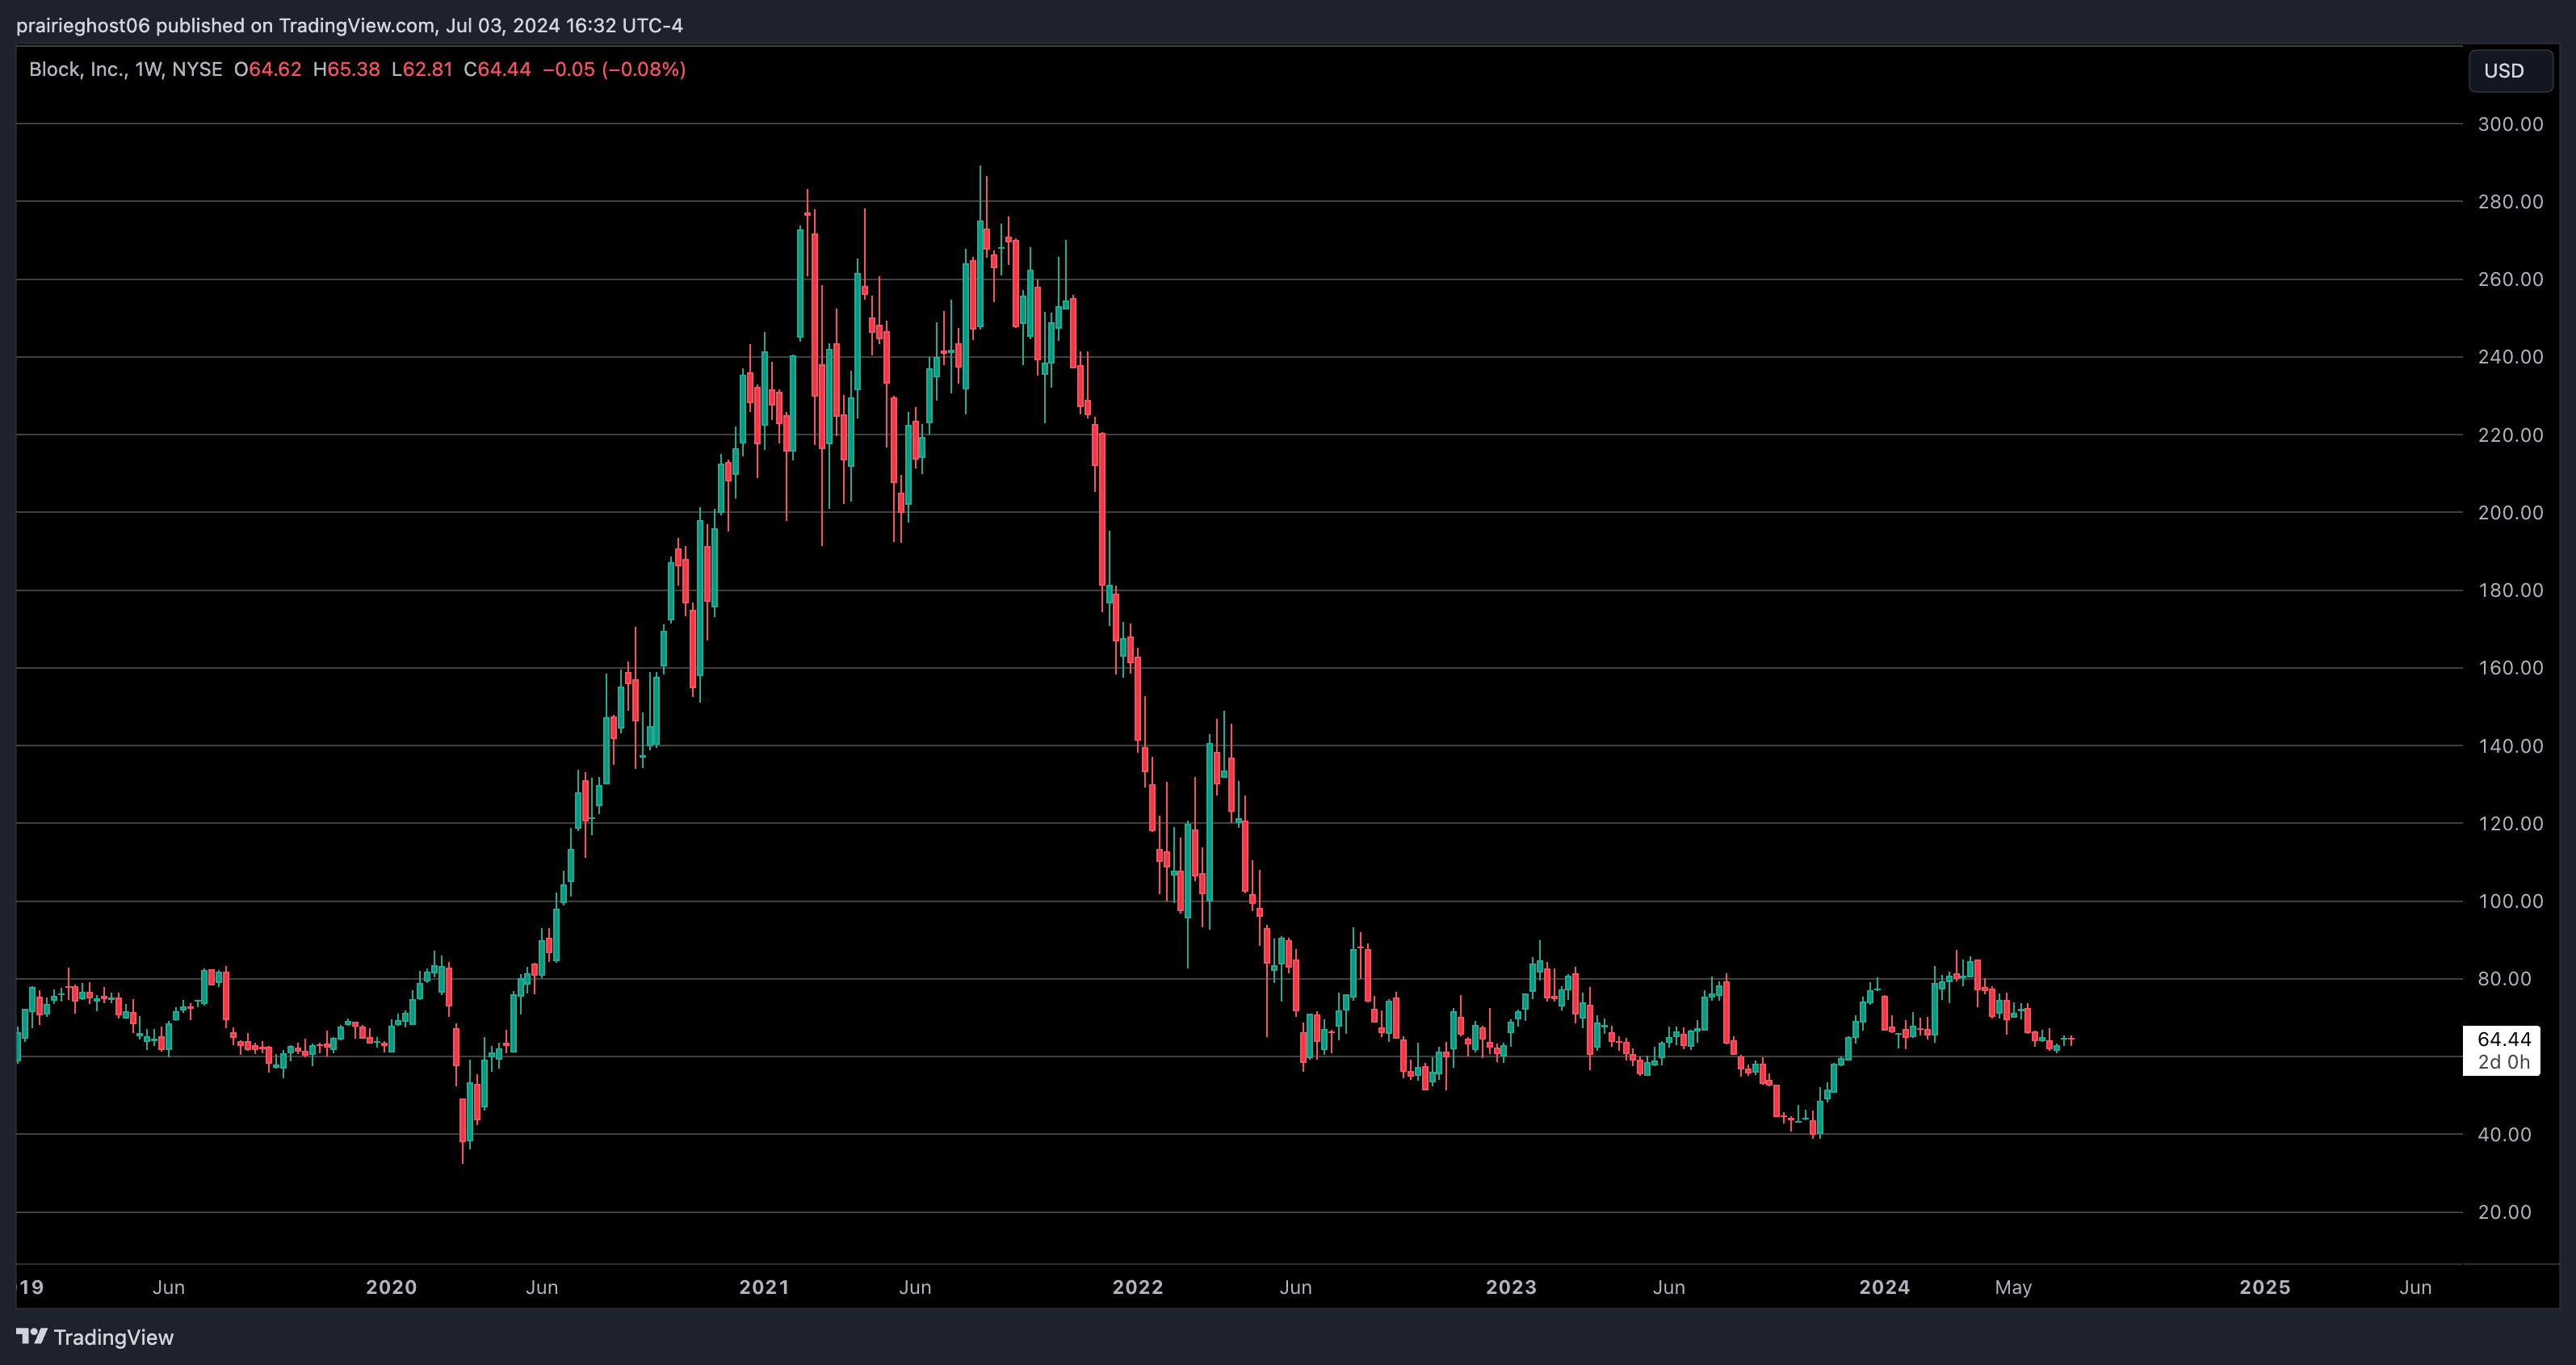 prairieghost06 published on TradingView.com, Jul 03, 2024 16:32 UTC-4
Block, Inc., 1W, NYSE O64.62 H65.38 L62.81 C64.44 −0.05 (−0.08%)
USD
300.00
280.00
260.00
240.00
220.00
200.00
180.00
160.00
140.00
120.00
100.00
80.00
64.44
2d 0h
40.00
20.00
19 Jun 2020 Jun 2021 Jun 2022 Jun 2023 Jun 2024 May 2025 Jun
TradingView